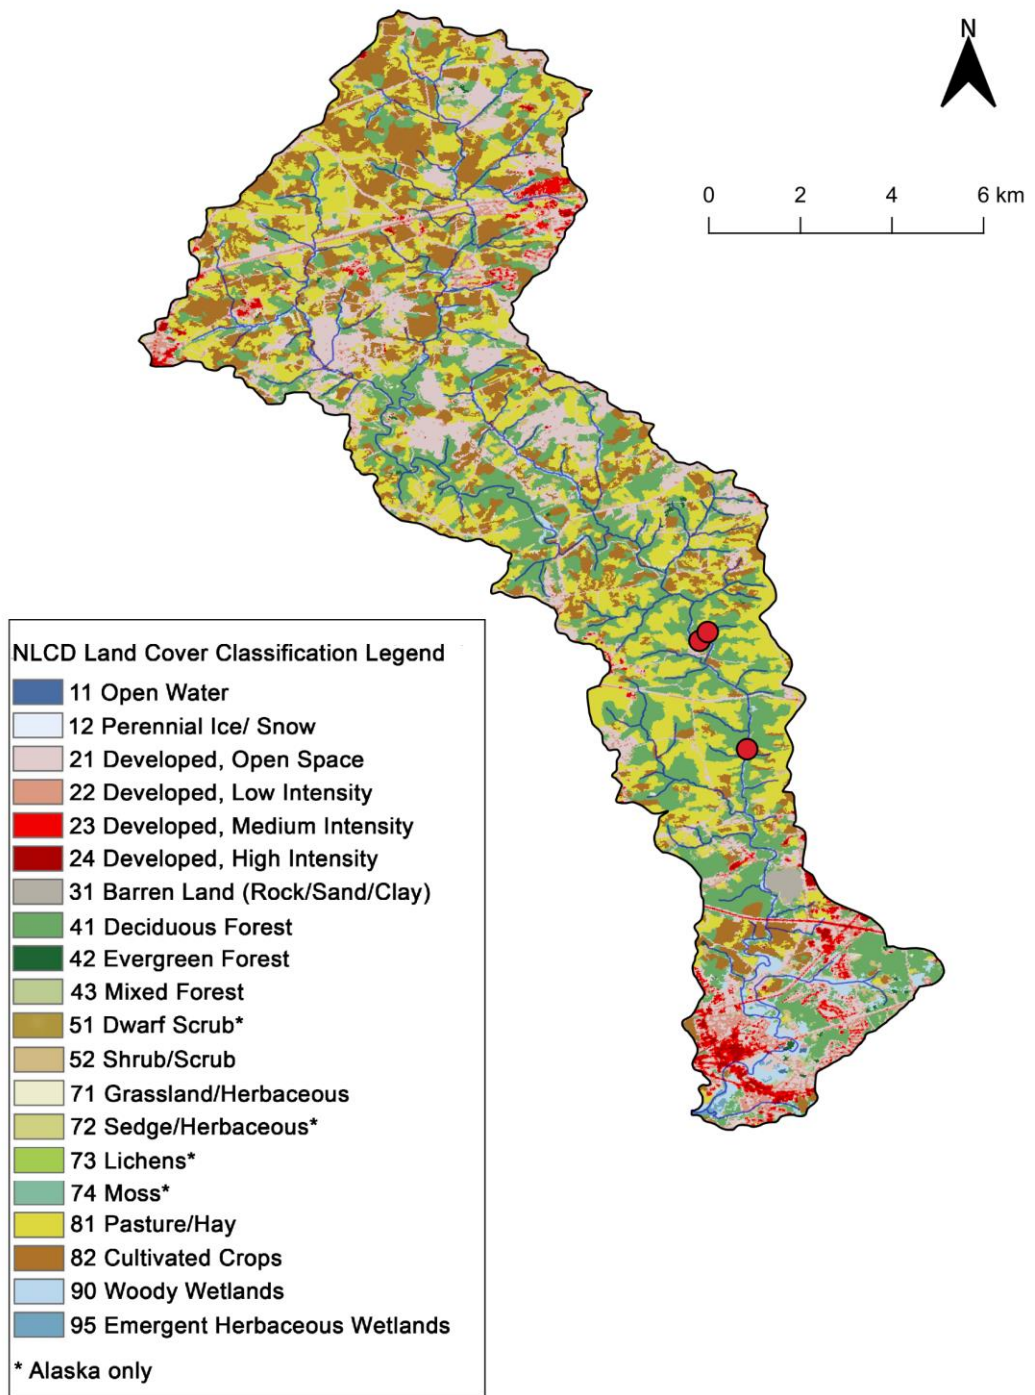 N
0 2 4 6 km
NLCD Land Cover Classification Legend
11 Open Water
12 Perennial Ice/ Snow
21 Developed, Open Space
22 Developed, Low Intensity
23 Developed, Medium Intensity
24 Developed, High Intensity
31 Barren Land (Rock/Sand/Clay)
41 Deciduous Forest
42 Evergreen Forest
43 Mixed Forest
51 Dwarf Scrub*
52 Shrub/Scrub
71 Grassland/Herbaceous
72 Sedge/Herbaceous*
73 Lichens*
74 Moss*
81 Pasture/Hay
82 Cultivated Crops
90 Woody Wetlands
95 Emergent Herbaceous Wetlands
* Alaska only